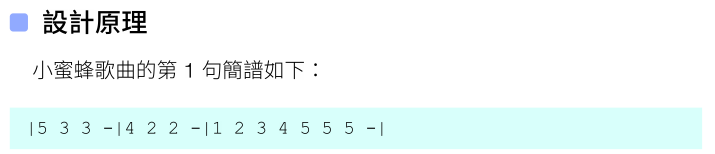 設計原理
小蜜蜂歌曲的第 1 句簡譜如下：
|5 3 3 -|4 2 2 -|1 2 3 4 5 5 5 -|